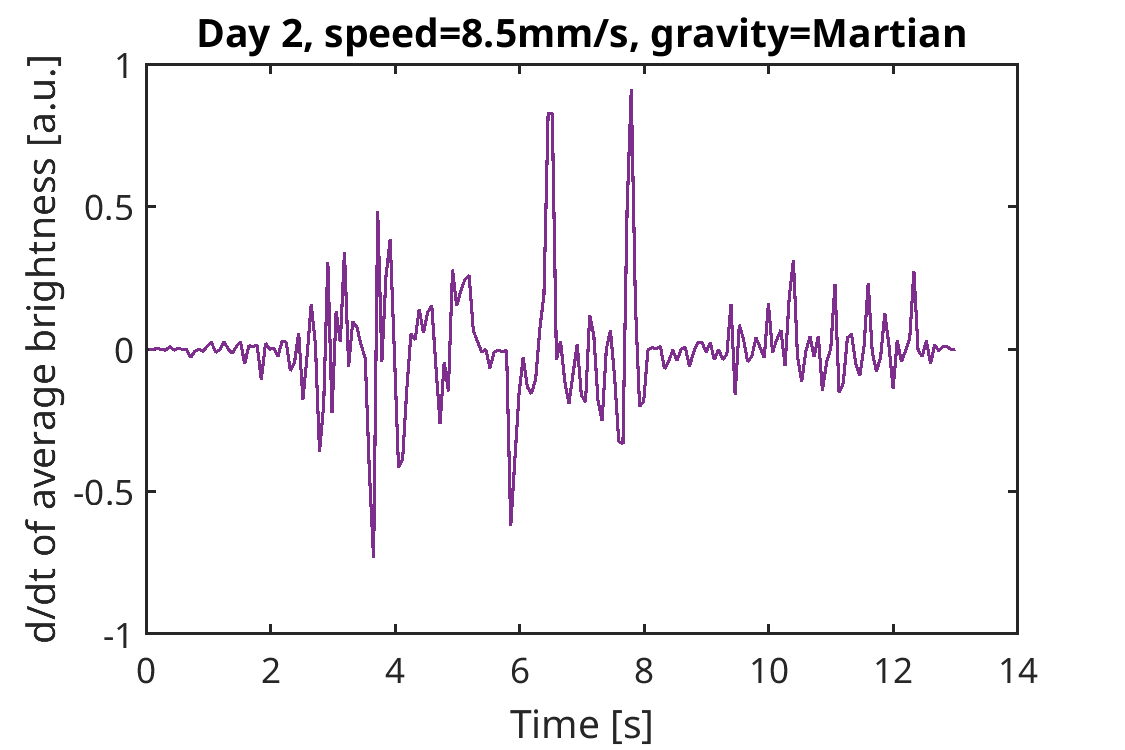 Day 2, speed=8.5mm/s, gravity=Martian
d/dt of average brightness [a.u.]
1
0.5
0
-0.5
-1
0 2 4 6 8 10 12 14
Time [s]